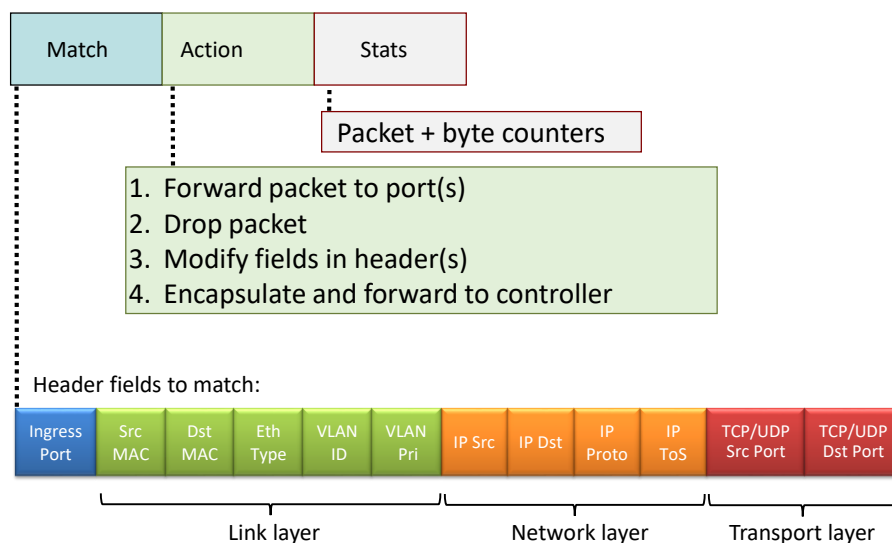 Match Action Stats
Packet + byte counters
1. Forward packet to port(s)
2. Drop packet
3. Modify fields in header(s)
4. Encapsulate and forward to controller
Header fields to match:
Ingress Port
Src MAC
Dst MAC
Eth Type
VLAN ID
VLAN Pri
IP Src
IP Dst
IP Proto
IP ToS
TCP/UDP Src Port
TCP/UDP Dst Port
Link layer Network layer Transport layer